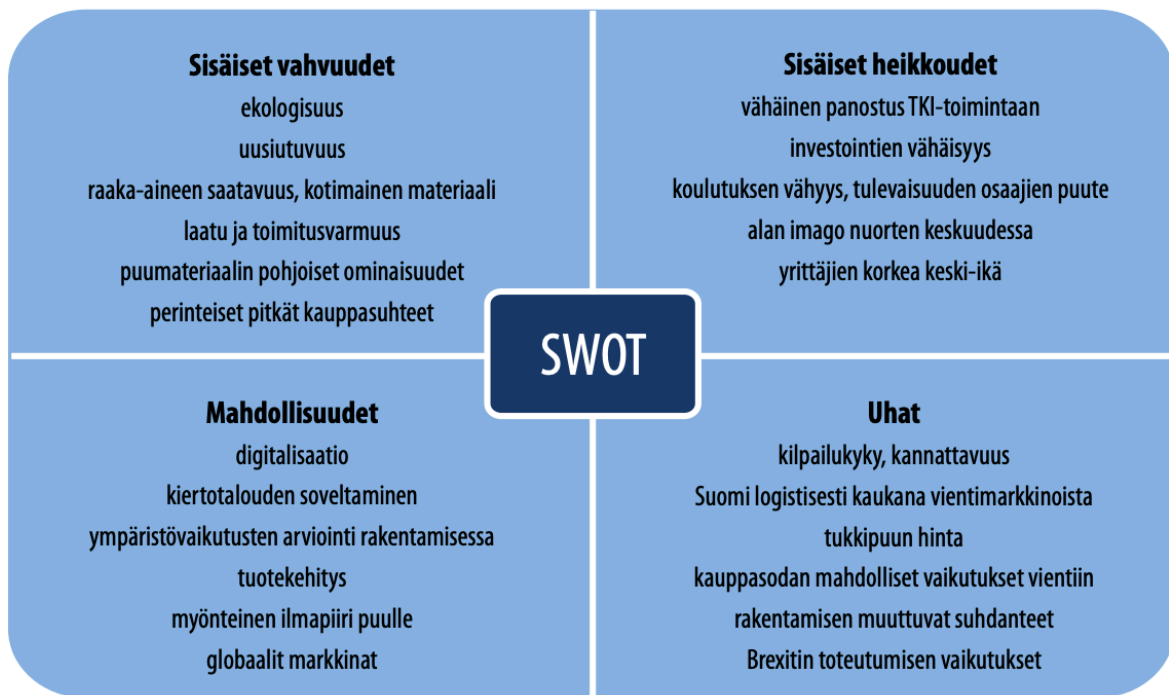 Sisäiset vahvuudet
ekologisuus
uusiutuvuus
raaka-aineen saatavuus, kotimainen materiaali
laatu ja toimitusvarmuus
puumateriaalin pohjoiset ominaisuudet
perinteiset pitkät kauppasuhteet
Sisäiset heikkoudet
vähäinen panostus TKI-toimintaan
investointien vähäisyys
koulutuksen vähyys, tulevaisuuden osaajien puute
alan imago nuorten keskuudessa
yrittäjien korkea keski-ikä
SWOT
Mahdollisuudet
digitalisaatio
kiertotalouden soveltaminen
ympäristövaikutusten arviointi rakentamisessa
tuotekehitys
myönteinen ilmapiiri puulle
globaalit markkinat
Uhat
kilpailukyky, kannattavuus
Suomi logistisesti kaukana vientimarkkinoista
tukkipuun hinta
kauppasodan mahdolliset vaikutukset vientiin
rakentamisen muuttuvat suhdanteet
Brexitin toteutumisen vaikutukset